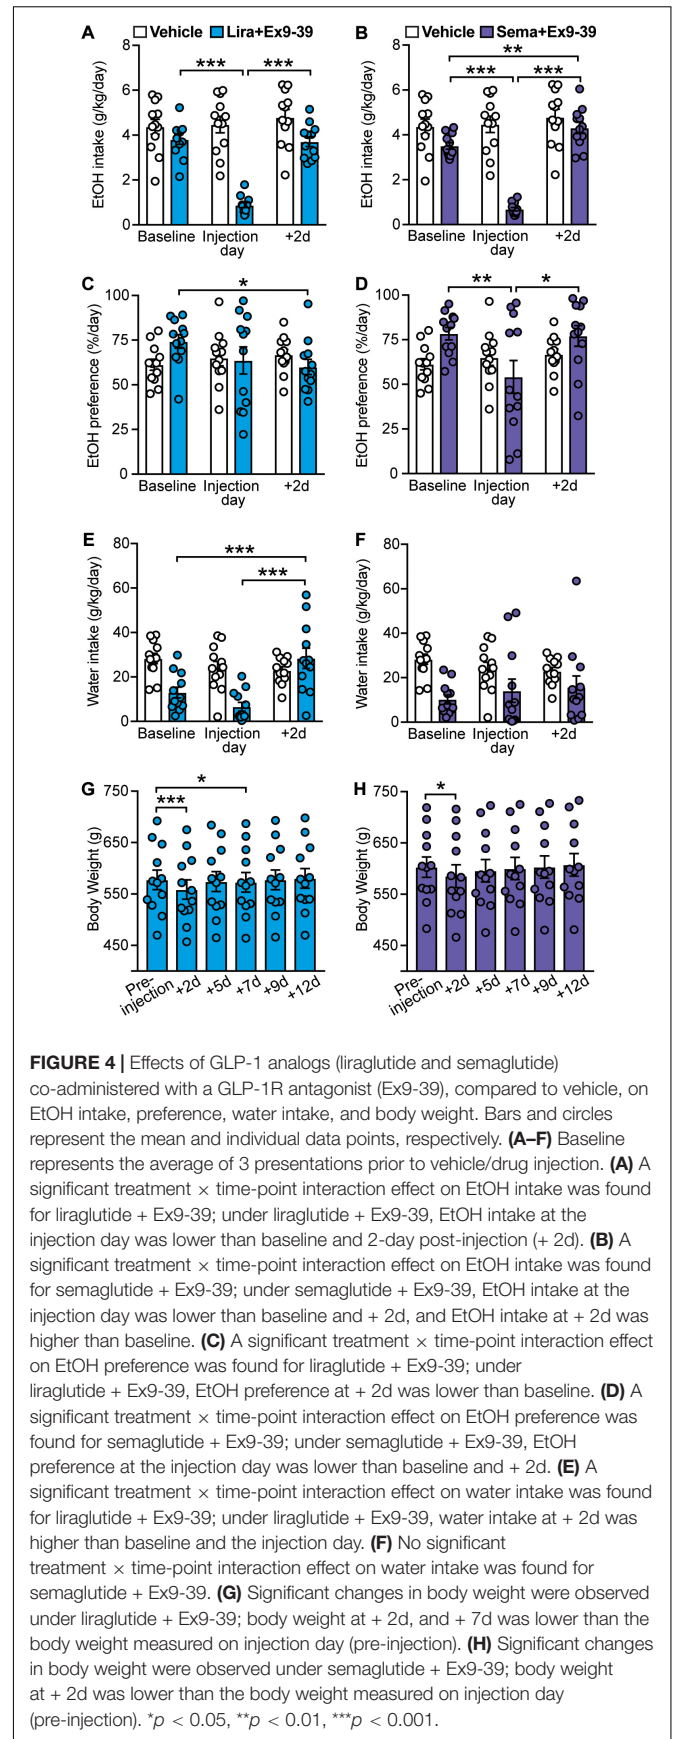 A
Vehicle Lira+Ex9-39
EtOH intake (g/kg/day)
8
6
4
2
0
***
***
Baseline
Injection
day
+2d
B
Vehicle Sema+Ex9-39
EtOH intake (g/kg/day)
8
6
4
2
0
**
***
***
Baseline
Injection
day
+2d
C
EtOH preference (%/day)
100
75
50
25
0
*
Baseline
Injection
day
+2d
D
EtOH preference (%/day)
100
75
50
25
0
**
*
Baseline
Injection
day
+2d
E
Water intake (g/kg/day)
80
60
40
20
0
***
***
Baseline
Injection
day
+2d
F
Water intake (g/kg/day)
80
60
40
20
0
Baseline
Injection
day
+2d
G
Body Weight (g)
750
650
550
450
*
***
Pre-
injection
+2d
+5d
+7d
+9d
+12d
H
Body Weight (g)
750
650
550
450
*
Pre-
injection
+2d
+5d
+7d
+9d
+12d
FIGURE 4 | Effects of GLP-1 analogs (liraglutide and semaglutide)
co-administered with a GLP-1R antagonist (Ex9-39), compared to vehicle, on
EtOH intake, preference, water intake, and body weight. Bars and circles
represent the mean and individual data points, respectively. (A–F) Baseline
represents the average of 3 presentations prior to vehicle/drug injection. (A) A
significant treatment × time-point interaction effect on EtOH intake was found
for liraglutide + Ex9-39; under liraglutide + Ex9-39, EtOH intake at the
injection day was lower than baseline and 2-day post-injection (+ 2d). (B) A
significant treatment × time-point interaction effect on EtOH intake was found
for semaglutide + Ex9-39; under semaglutide + Ex9-39, EtOH intake at the
injection day was lower than baseline and + 2d, and EtOH intake at + 2d was
higher than baseline. (C) A significant treatment × time-point interaction effect
on EtOH preference was found for liraglutide + Ex9-39; under
liraglutide + Ex9-39, EtOH preference at + 2d was lower than baseline. (D) A
significant treatment × time-point interaction effect on EtOH preference was
found for semaglutide + Ex9-39; under semaglutide + Ex9-39, EtOH
preference at the injection day was lower than baseline and + 2d. (E) A
significant treatment × time-point interaction effect on water intake was found
for liraglutide + Ex9-39; under liraglutide + Ex9-39, water intake at + 2d was
higher than baseline and the injection day. (F) No significant
treatment × time-point interaction effect on water intake was found for
semaglutide + Ex9-39. (G) Significant changes in body weight were observed
under liraglutide + Ex9-39; body weight at + 2d, and + 7d was lower than the
body weight measured on injection day (pre-injection). (H) Significant changes
in body weight were observed under semaglutide + Ex9-39; body weight
at + 2d was lower than the body weight measured on injection day
(pre-injection). *p < 0.05, **p < 0.01, ***p < 0.001.